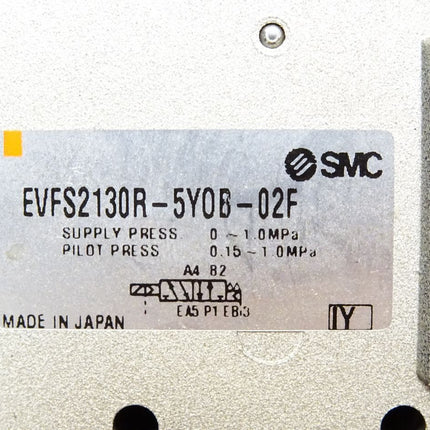 SMC
EVFS2130R-5YOB-02F
SUPPLY PRESS 0 ~ 1.0MPa
PILOT PRESS 0.15 ~ 1.0MPa
A4 B2
EA5 P1 EB3
MADE IN JAPAN
IY